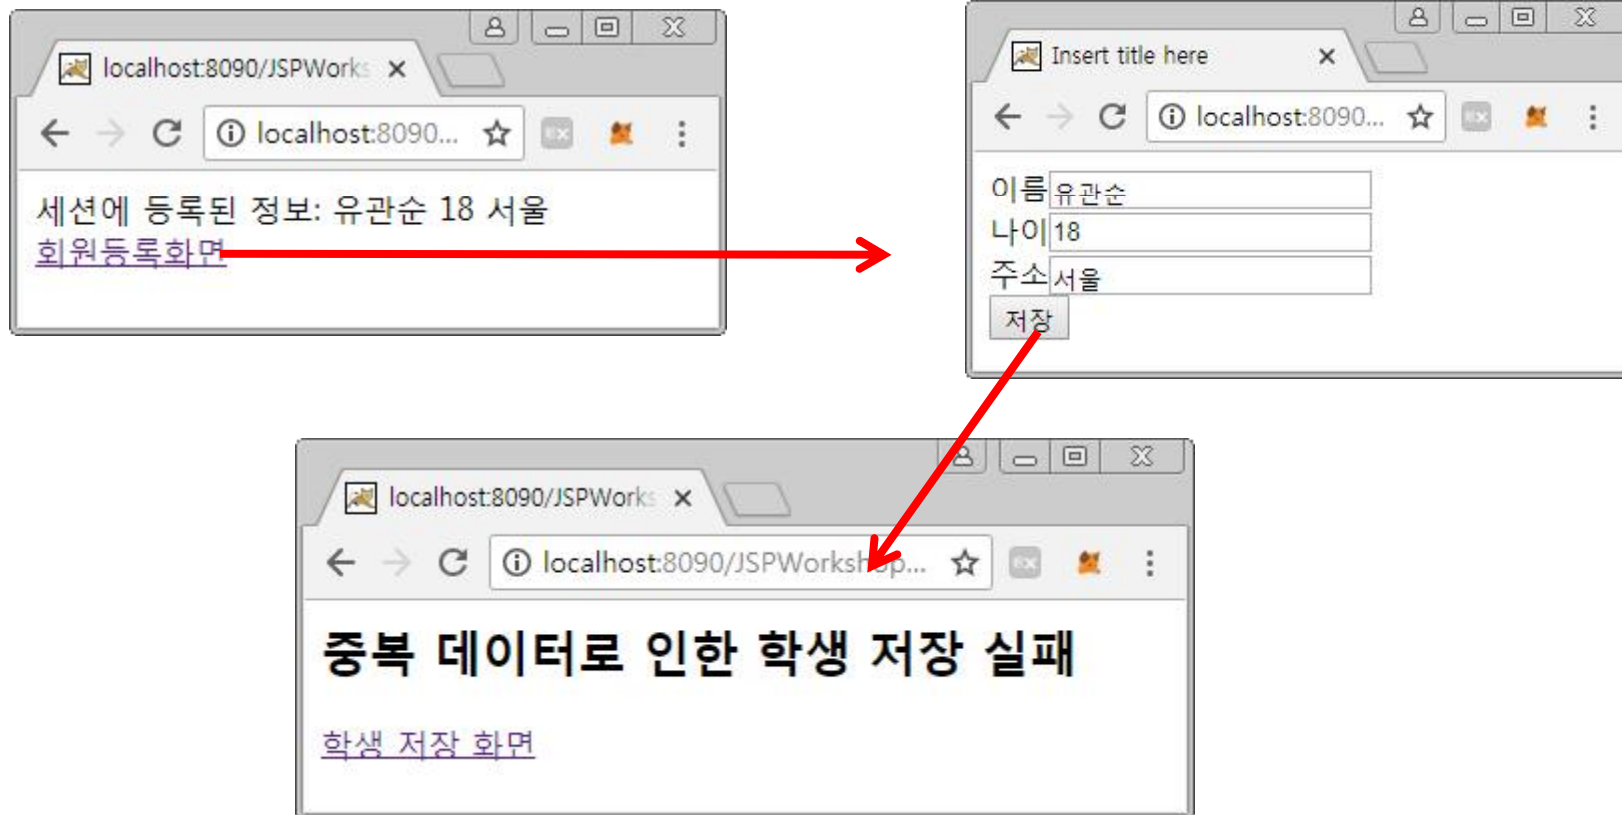 localhost:8090/JSPWorks
localhost:8090...
세션에 등록된 정보: 유관순 18 서울
회원등록화면
Insert title here
localhost:8090...
이름 유관순
나이 18
주소 서울
저장
localhost:8090/JSPWorks
localhost:8090/JSPWorkshop...
중복 데이터로 인한 학생 저장 실패
학생 저장 화면